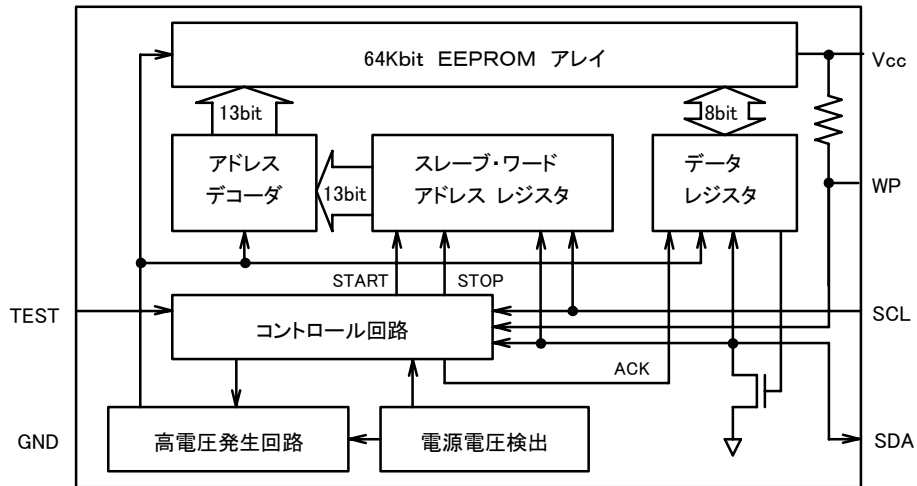 64Kbit EEPROM アレイ
Vcc
13bit
8bit
アドレス
デコーダ
13bit
スレーブ・ワード
アドレス レジスタ
データ
レジスタ
WP
START
STOP
TEST
コントロール回路
SCL
ACK
GND
高電圧発生回路
電源電圧検出
SDA